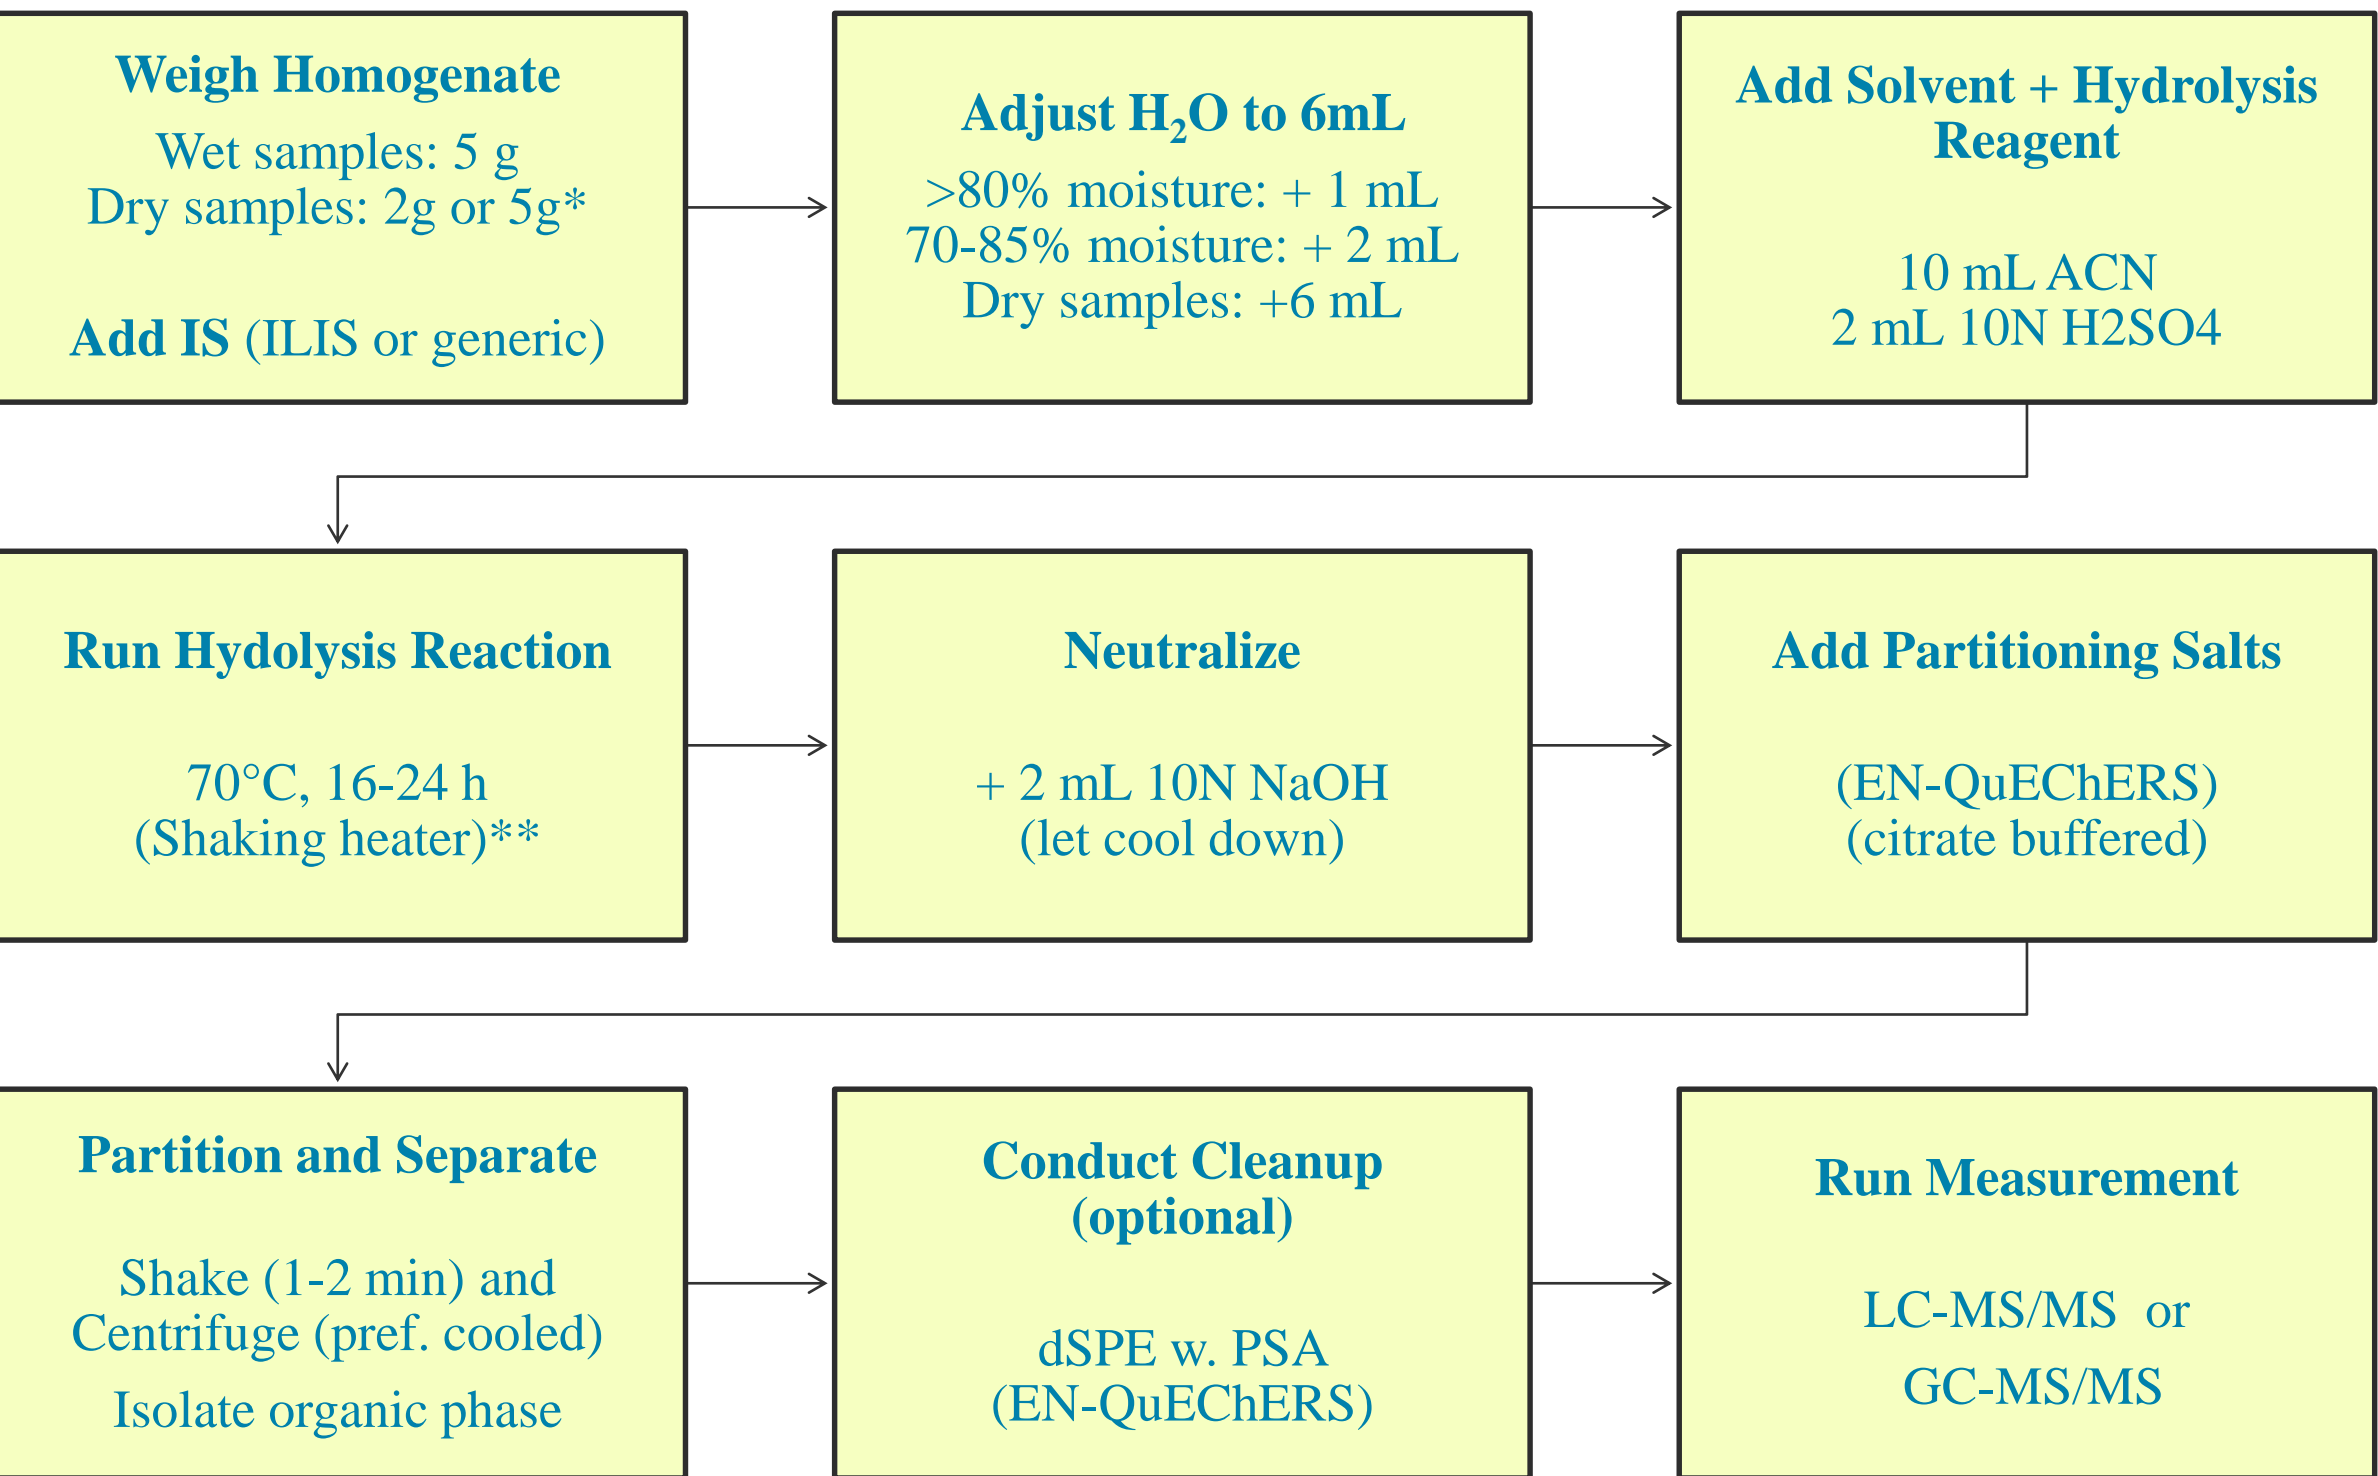 Weigh Homogenate
Wet samples: 5 g
Dry samples: 2g or 5g*
Add IS (ILIS or generic)
Adjust H₂O to 6mL
>80% moisture: + 1 mL
70-85% moisture: + 2 mL
Dry samples: +6 mL
Add Solvent + Hydrolysis
Reagent
10 mL ACN
2 mL 10N H2SO4
Run Hydolysis Reaction
70°C, 16-24 h
(Shaking heater)**
Neutralize
+ 2 mL 10N NaOH
(let cool down)
Add Partitioning Salts
(EN-QuEChERS)
(citrate buffered)
Partition and Separate
Shake (1-2 min) and
Centrifuge (pref. cooled)
Isolate organic phase
Conduct Cleanup
(optional)
dSPE w. PSA
(EN-QuEChERS)
Run Measurement
LC-MS/MS or
GC-MS/MS